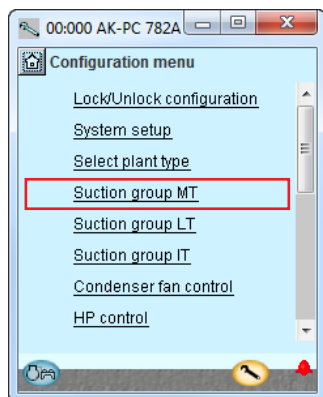 00:000 AK-PC 782A
Configuration menu
Lock/Unlock configuration
System setup
Select plant type
Suction group MT
Suction group LT
Suction group IT
Condenser fan control
HP control